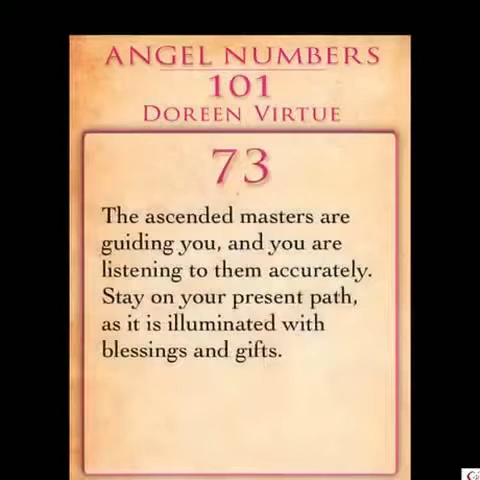 ANGEL NUMBERS
101
DOREEN VIRTUE
73
The ascended masters are
guiding you, and you are
listening to them accurately.
Stay on your present path,
as it is illuminated with
blessings and gifts.